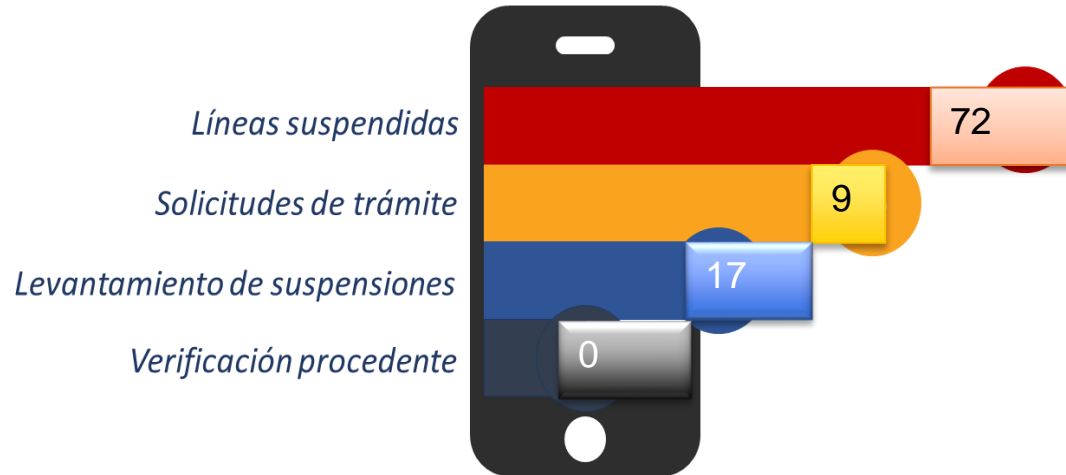 Líneas suspendidas
72
Solicitudes de trámite
9
Levantamiento de suspensiones
17
Verificación procedente
0